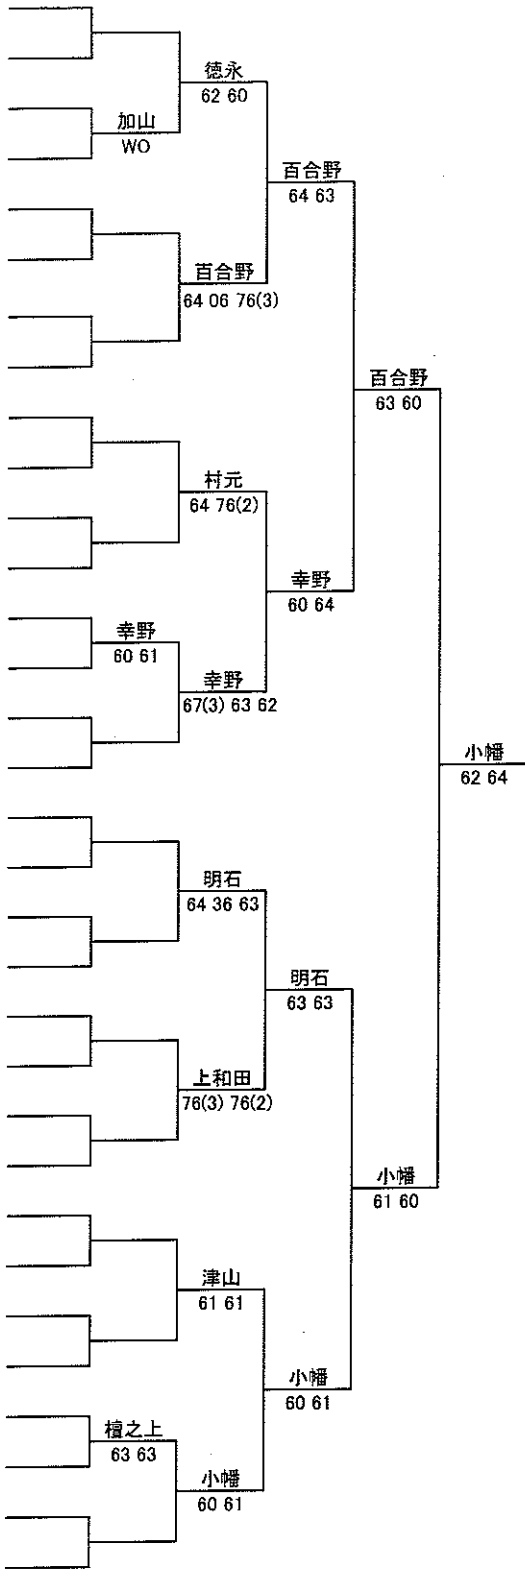 徳永
62 60
加山
WO
百合野
64 63
百合野
64 06 76(3)
百合野
63 60
村元
64 76(2)
幸野
60 64
幸野
60 61
幸野
67(3) 63 62
小幡
62 64
明石
64 36 63
明石
63 63
上和田
76(3) 76(2)
小幡
61 60
津山
61 61
小幡
60 61
檀之上
63 63
小幡
60 61